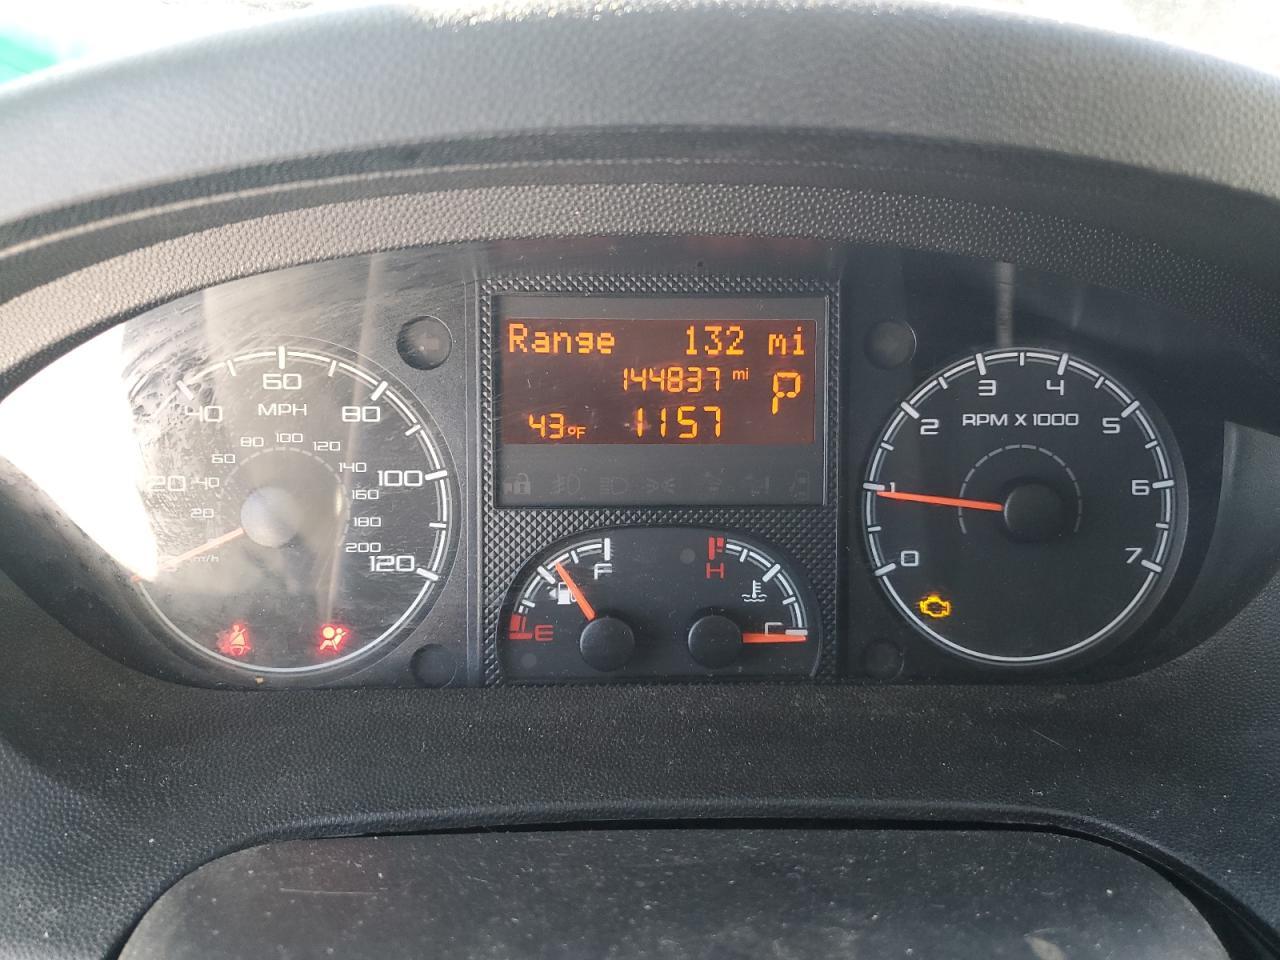 Range 132 mi
144837 mi
P
43°F 1157
20 40 60 80 100 120
MPH
20 40 60 80 100 120 140 160 180 200
km/h
0 1 2 3 4 5 6 7
RPM X 1000
E F
H C